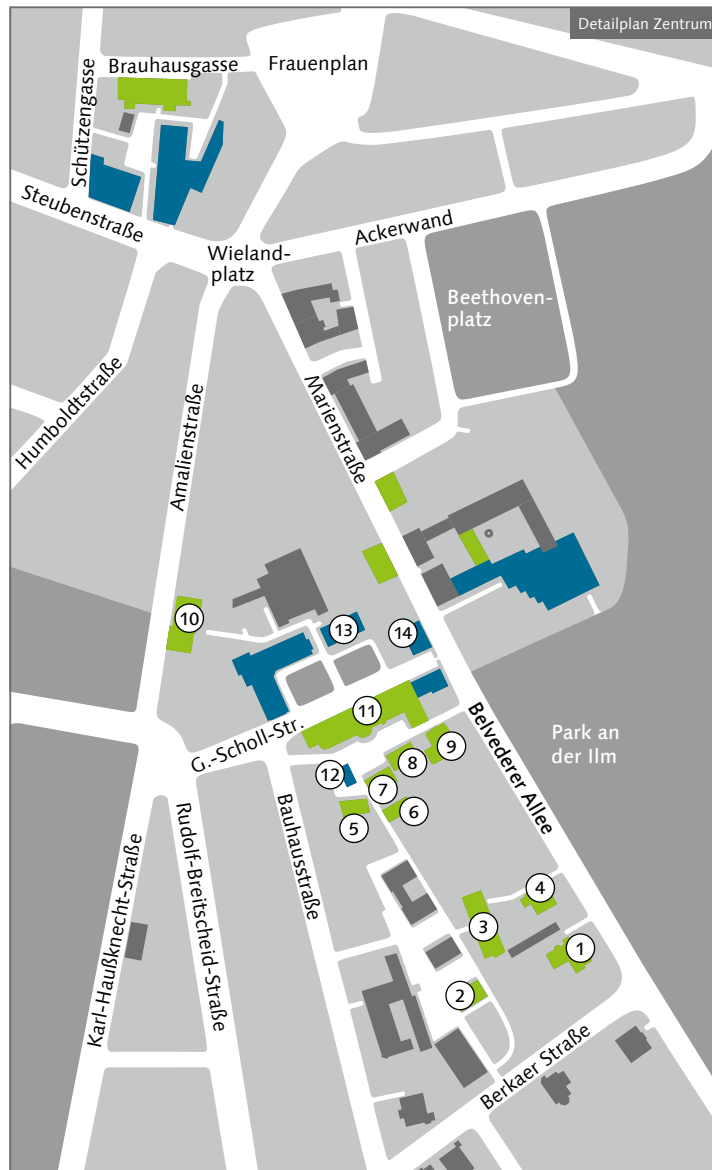 Detailplan Zentrum
Brauhausgasse
Frauenplan
Schützengasse
Steubenstraße
Ackerwand
Wieland-
platz
Beethoven-
platz
Humboldtstraße
Amalienstraße
Marienstraße
10
13
14
11
G.-Scholl-Str.
Belvederer Allee
Park an
der Ilm
9
8
12
7
6
5
Bauhausstraße
Rudolf-Breitscheid-Straße
Karl-Haußknecht-Straße
4
3
1
2
Berkaer Straße